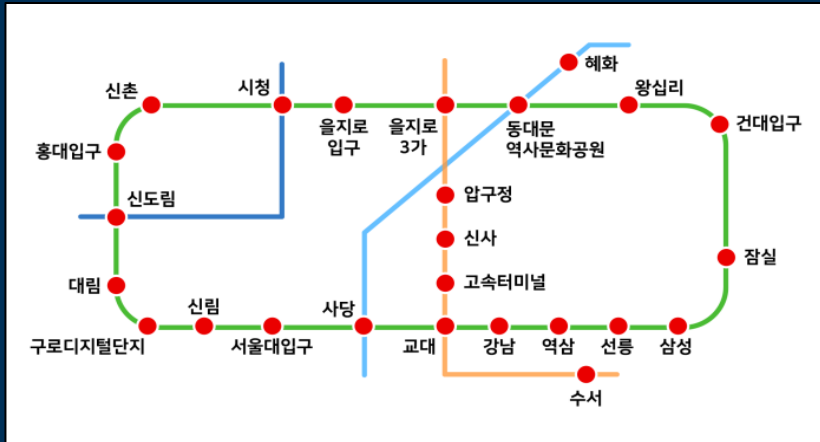 혜화
신촌
시청
왕십리
을지로
입구
을지로
3가
동대문
역사문화공원
건대입구
홍대입구
신도림
압구정
신사
잠실
대림
고속터미널
신림
사당
구로디지털단지
서울대입구
교대
강남
역삼
선릉
삼성
수서